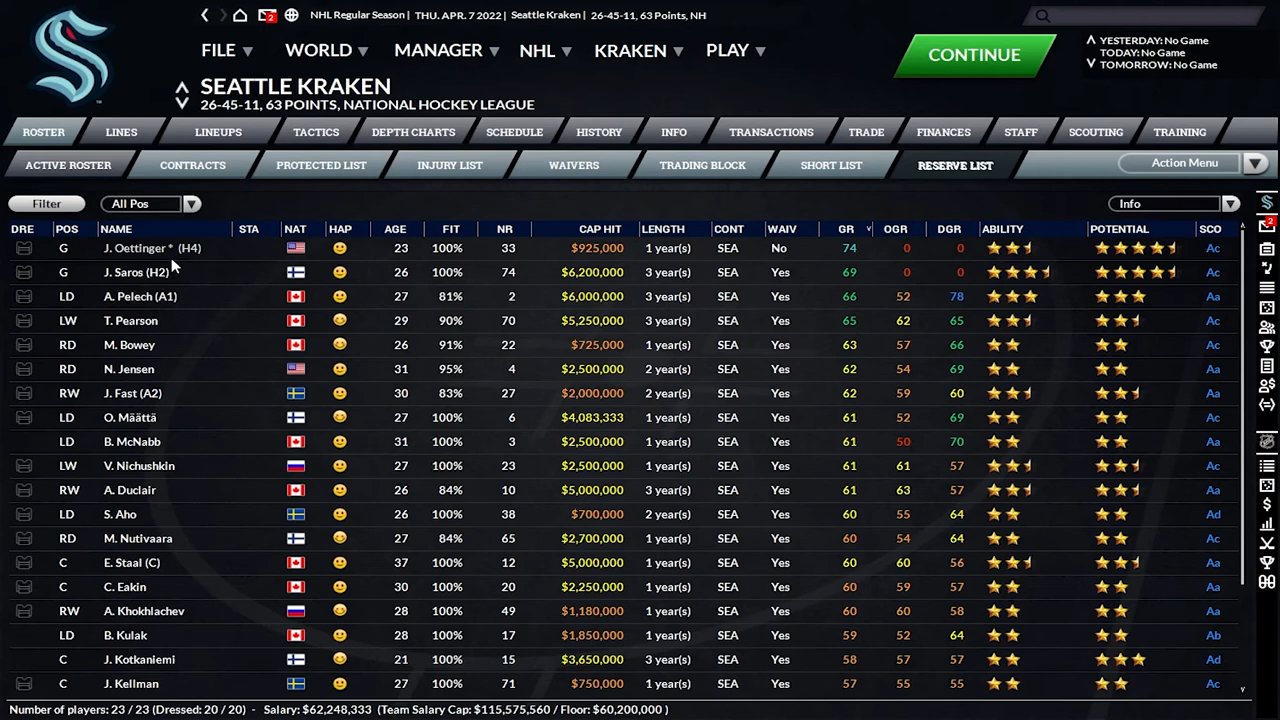 NHL Regular Season | THU. APR. 7 2022 | Seattle Kraken | 26-45-11, 63 Points, NH
2
FILE WORLD MANAGER NHL KRAKEN PLAY
CONTINUE
YESTERDAY: No Game
TODAY: No Game
TOMORROW: No Game
SEATTLE KRAKEN
26-45-11, 63 POINTS, NATIONAL HOCKEY LEAGUE
ROSTER LINES LINEUPS TACTICS DEPTH CHARTS SCHEDULE HISTORY INFO TRANSACTIONS TRADE FINANCES STAFF SCOUTING TRAINING
ACTIVE ROSTER CONTRACTS PROTECTED LIST INJURY LIST WAIVERS TRADING BLOCK SHORT LIST RESERVE LIST Action Menu
Filter All Pos Info
DRE POS NAME STA NAT HAP AGE FIT NR CAP HIT LENGTH CONT WAIV GR OGR DGR ABILITY POTENTIAL SCO
G J. Oettinger * (H4) 23 100% 33 $925,000 1 year(s) SEA No 74 0 0 Ac
G J. Saros (H2) 26 100% 74 $6,200,000 3 year(s) SEA Yes 69 0 0 Ac
LD A. Pelech (A1) 27 81% 2 $6,000,000 3 year(s) SEA Yes 66 52 78 Aa
LW T. Pearson 29 90% 70 $5,250,000 3 year(s) SEA Yes 65 62 65 Ac
RD M. Bowey 26 91% 22 $725,000 1 year(s) SEA Yes 63 57 66 Ac
RD N. Jensen 31 95% 4 $2,500,000 2 year(s) SEA Yes 62 54 69 Ac
RW J. Fast (A2) 30 83% 27 $2,000,000 2 year(s) SEA Yes 62 59 60 Aa
LD O. Määttä 27 100% 6 $4,083,333 1 year(s) SEA Yes 61 52 69 Ac
LD B. McNabb 31 100% 3 $2,500,000 1 year(s) SEA Yes 61 50 70 Aa
LW V. Nichushkin 27 100% 23 $2,500,000 1 year(s) SEA Yes 61 61 57 Ac
RW A. Duclair 26 84% 10 $5,000,000 3 year(s) SEA Yes 61 63 57 Aa
LD S. Aho 26 100% 38 $700,000 2 year(s) SEA Yes 60 55 64 Ad
RD M. Nutivaara 27 84% 65 $2,700,000 1 year(s) SEA Yes 60 54 64 Ac
C E. Staal (C) 37 100% 12 $5,000,000 1 year(s) SEA Yes 60 60 56 Aa
C C. Eakin 30 100% 20 $2,250,000 1 year(s) SEA Yes 60 59 57 Aa
RW A. Khokhlachev 28 100% 49 $1,180,000 1 year(s) SEA Yes 60 60 58 Aa
LD B. Kulak 28 100% 17 $1,850,000 1 year(s) SEA Yes 59 52 64 Ab
C J. Kotkaniemi 21 100% 15 $3,650,000 3 year(s) SEA Yes 58 57 57 Ad
C J. Kellman 27 100% 71 $750,000 1 year(s) SEA Yes 57 55 55 Ac
Number of players: 23 / 23 (Dressed: 20 / 20) - Salary: $62,248,333 (Team Salary Cap: $115,575,560 / Floor: $60,200,000 )
2